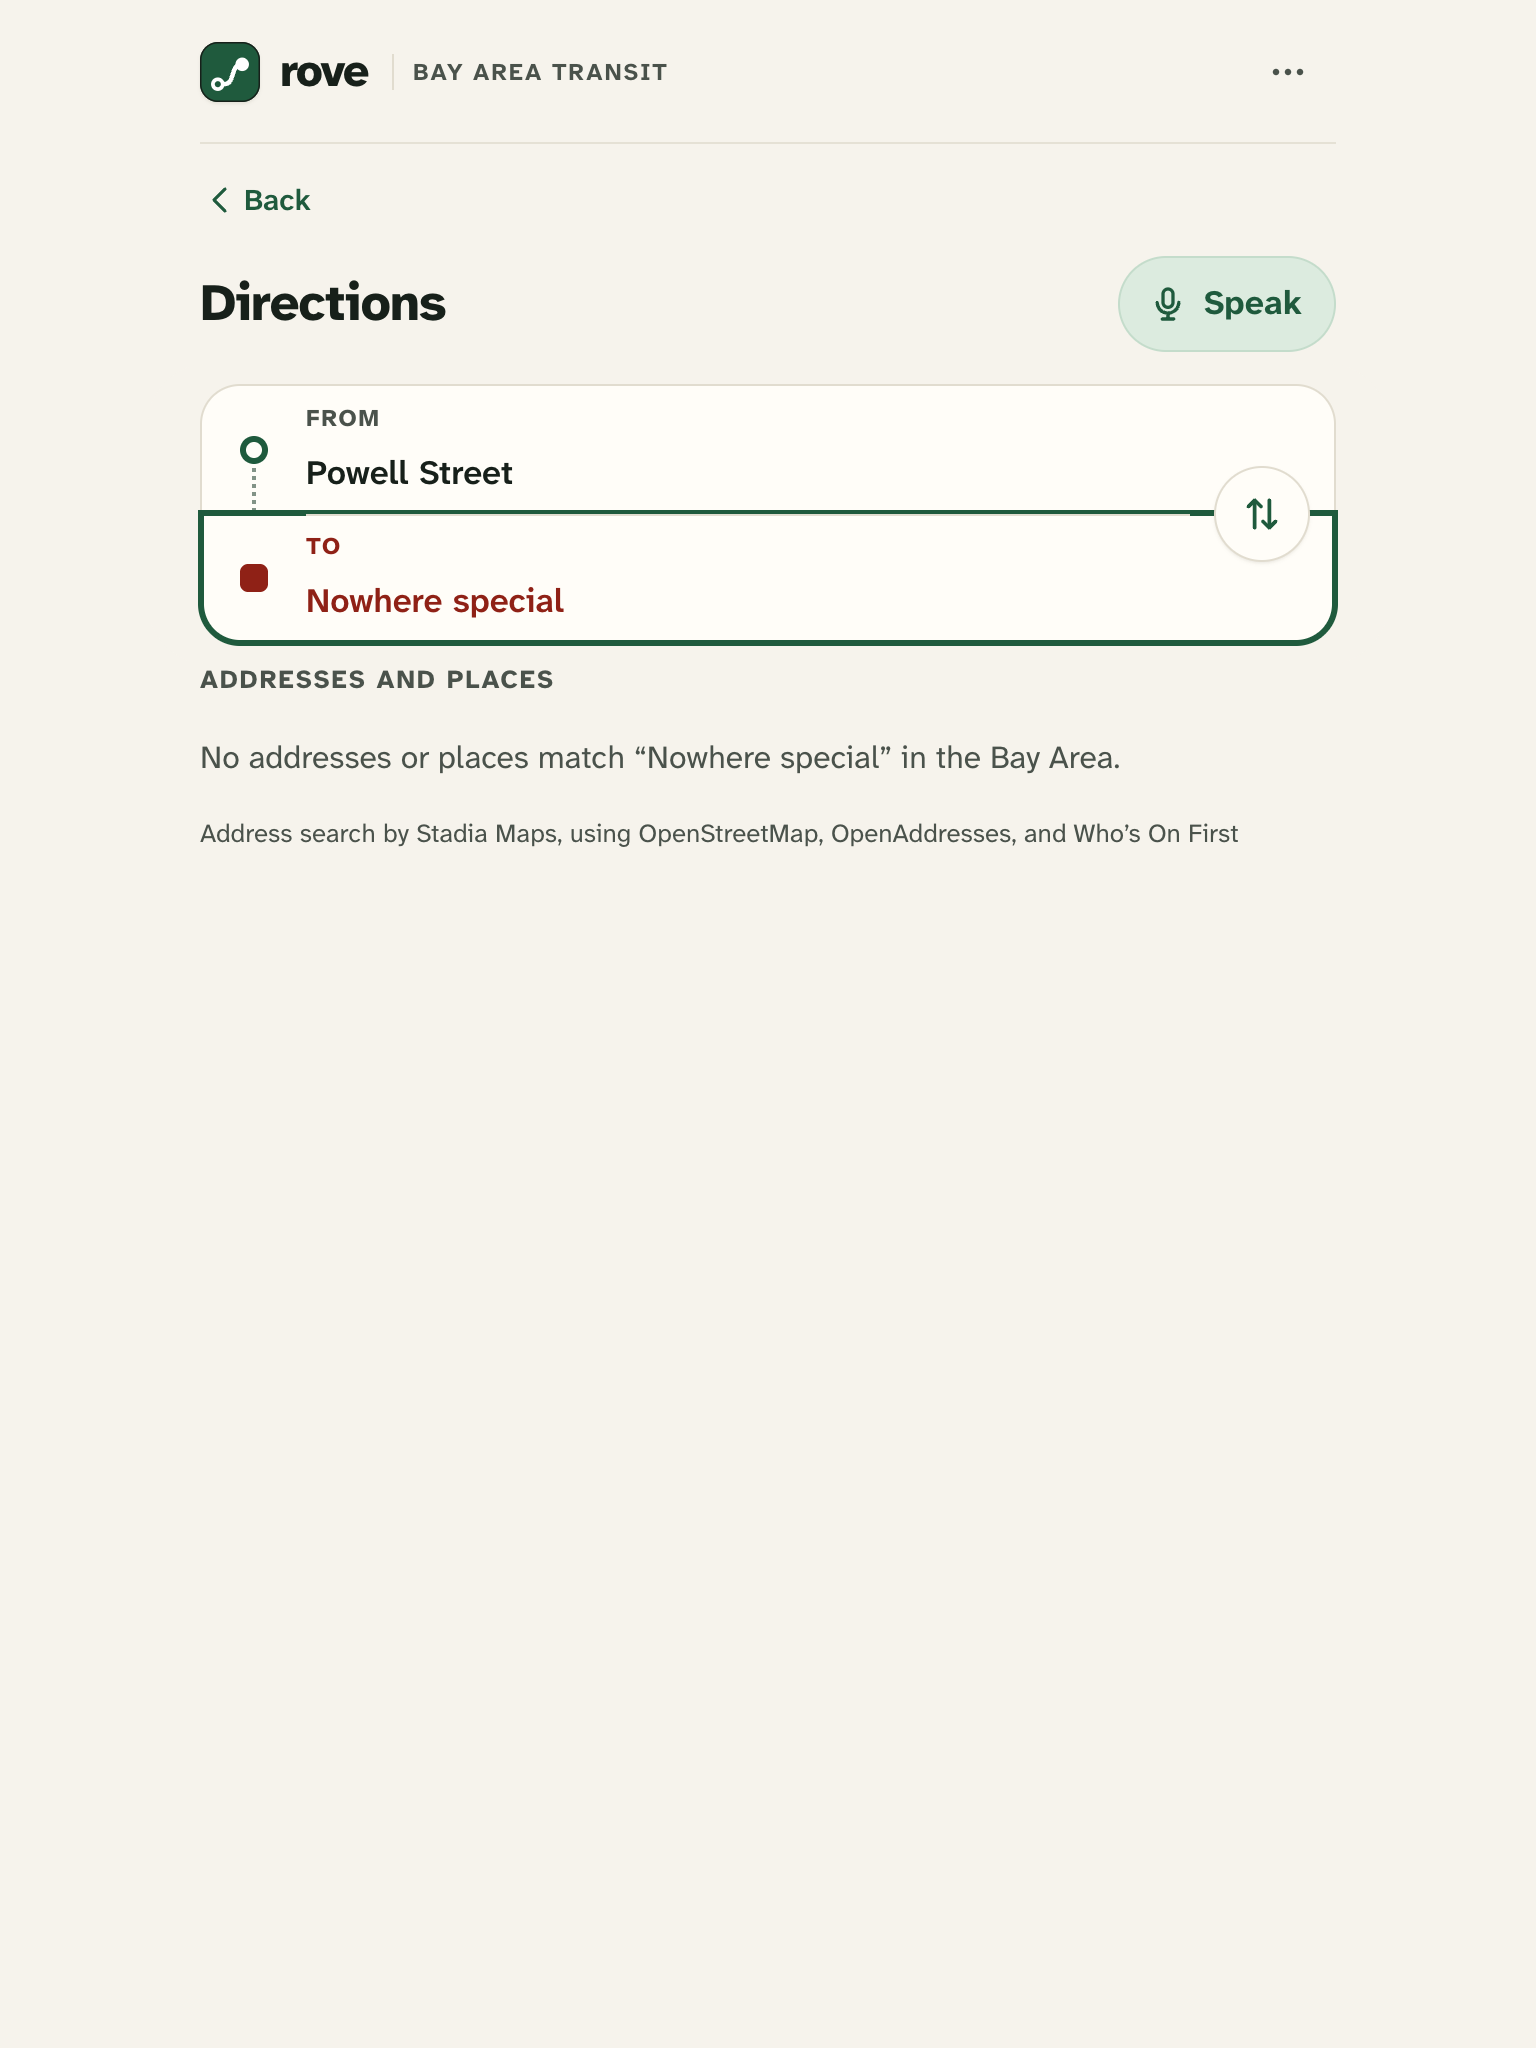 rove
BAY AREA TRANSIT
Back
Directions
Speak
FROM
Powell Street
TO
Nowhere special
ADDRESSES AND PLACES
No addresses or places match “Nowhere special” in the Bay Area.
Address search by Stadia Maps, using OpenStreetMap, OpenAddresses, and Who’s On First